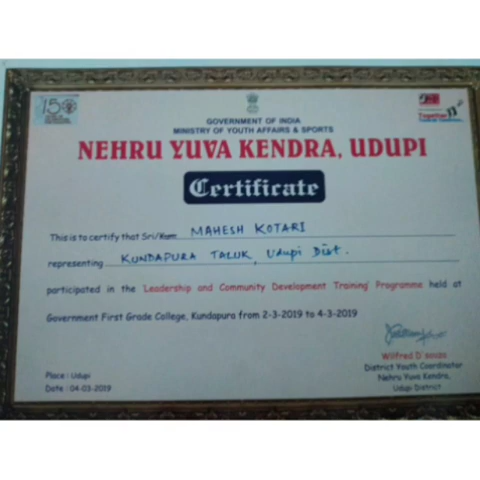 150
GOVERNMENT OF INDIA
MINISTRY OF YOUTH AFFAIRS & SPORTS
NEHRU YUVA KENDRA, UDUPI
Certificate
This is to certify that Sri/Kum. MAHESH KOTARI
representing KUNDAPURA TALUK, Udupi Dist.
participated in the 'Leadership and Community Development Training' Programme held at
Government First Grade College, Kundapura from 2-3-2019 to 4-3-2019
Wilfred D'souza
District Youth Coordinator
Nehru Yuva Kendra,
Udupi District
Place : Udupi
Date : 04-03-2019